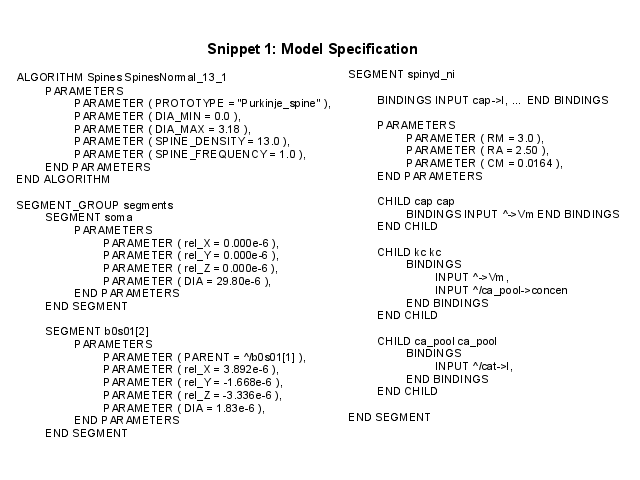 Snippet 1: Model Specification
ALGORITHM Spines SpinesNormal_13_1
PARAMETERS
PARAMETER ( PROTOTYPE = "Purkinje_spine" ),
PARAMETER ( DIA_MIN = 0.0 ),
PARAMETER ( DIA_MAX = 3.18 ),
PARAMETER ( SPINE_DENSITY = 13.0 ),
PARAMETER ( SPINE_FREQUENCY = 1.0 ),
END PARAMETERS
END ALGORITHM
SEGMENT_GROUP segments
SEGMENT soma
PARAMETERS
PARAMETER ( rel_X = 0.000e-6 ),
PARAMETER ( rel_Y = 0.000e-6 ),
PARAMETER ( rel_Z = 0.000e-6 ),
PARAMETER ( DIA = 29.80e-6 ),
END PARAMETERS
END SEGMENT
SEGMENT b0s01[2]
PARAMETERS
PARAMETER ( PARENT = ^/b0s01[1] ),
PARAMETER ( rel_X = 3.892e-6 ),
PARAMETER ( rel_Y = -1.668e-6 ),
PARAMETER ( rel_Z = -3.336e-6 ),
PARAMETER ( DIA = 1.83e-6 ),
END PARAMETERS
END SEGMENT
SEGMENT spinyd_ni
BINDINGS INPUT cap->I, ... END BINDINGS
PARAMETERS
PARAMETER ( RM = 3.0 ),
PARAMETER ( RA = 2.50 ),
PARAMETER ( CM = 0.0164 ),
END PARAMETERS
CHILD cap cap
BINDINGS INPUT ^->Vm END BINDINGS
END CHILD
CHILD kc kc
BINDINGS
INPUT ^->Vm,
INPUT ^/ca_pool->concen
END BINDINGS
END CHILD
CHILD ca_pool ca_pool
BINDINGS
INPUT ^/cat->I,
END BINDINGS
END CHILD
END SEGMENT